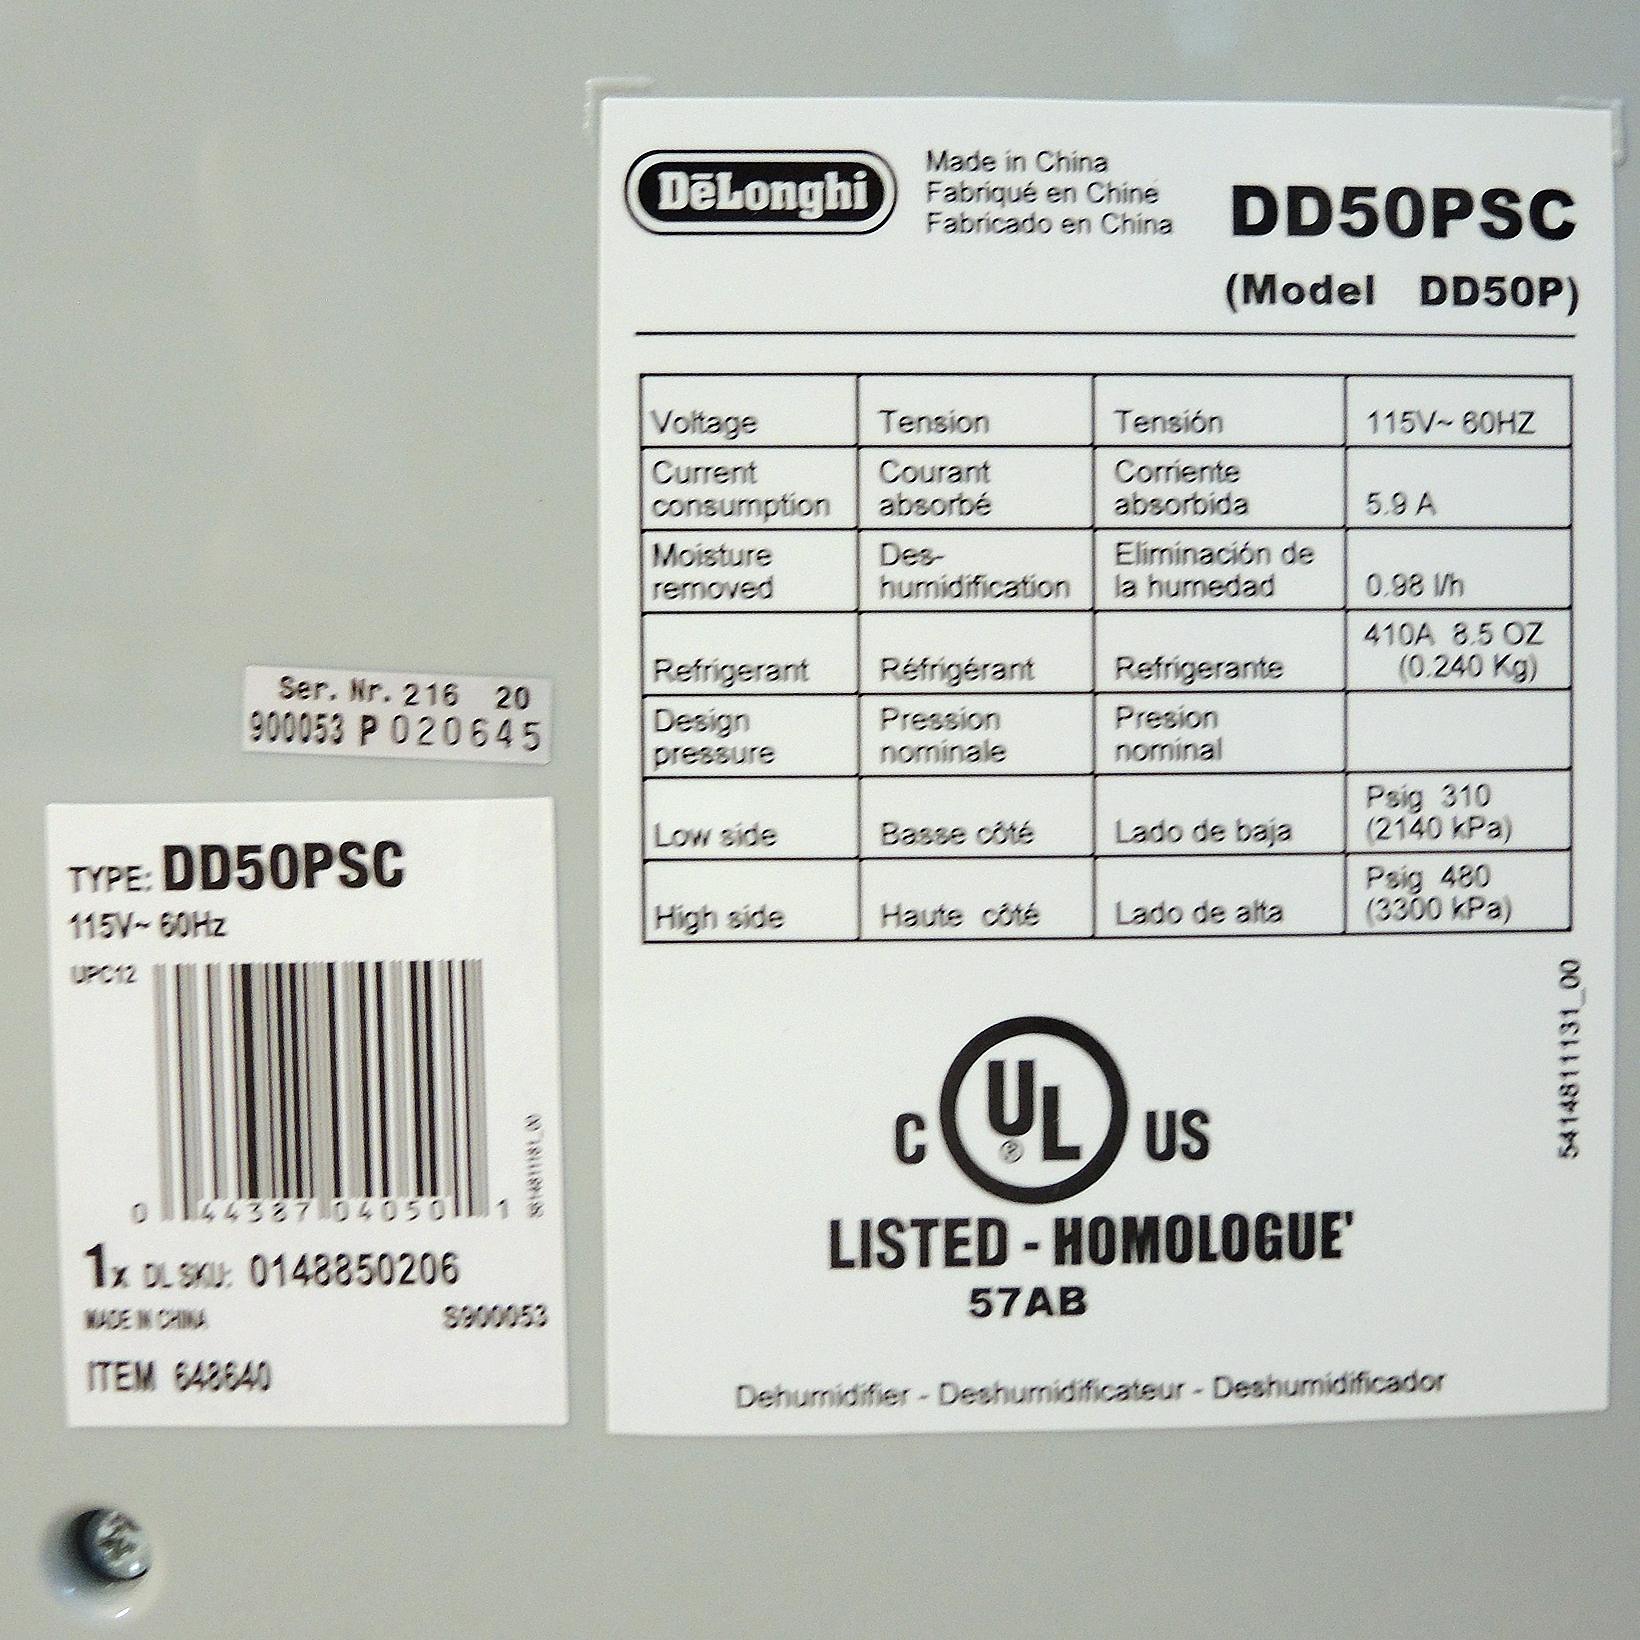 DēLonghi
Made in China
Fabriqué en Chine
Fabricado en China
DD50PSC
(Model DD50P)
Voltage Tension Tensión 115V~ 60HZ
Current consumption Courant absorbé Corriente absorbida 5.9 A
Moisture removed Des-humidification Eliminación de la humedad 0.98 l/h
Refrigerant Réfrigérant Refrigerante 410A 8.5 OZ (0.240 Kg)
Design pressure Pression nominale Presion nominal
Low side Basse côté Lado de baja Psig 310 (2140 kPa)
High side Haute côté Lado de alta Psig 480 (3300 kPa)
5414811131_00
C UL ® US
LISTED - HOMOLOGUE'
57AB
Dehumidifier - Deshumidificateur - Deshumidificador
Ser. Nr. 216 20
900053 P 020645
TYPE: DD50PSC
115V~ 60Hz
UPC12
0 44387 04050 1
1x DL SKU: 0148850206
MADE IN CHINA S900053
ITEM 648640